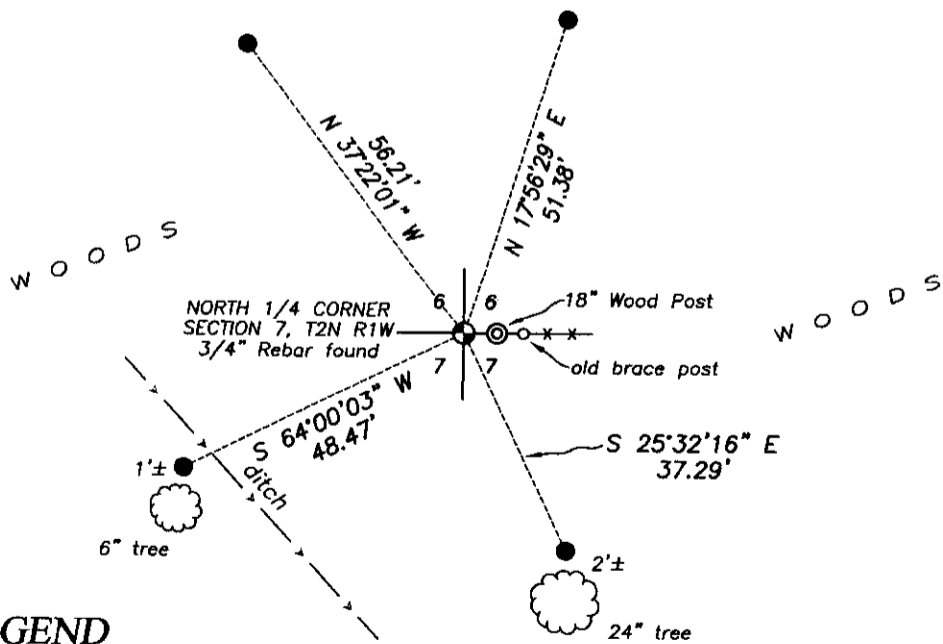 56.21'
N 37°22'01" W
N 17°56'29" E
51.38'
W O O D S
W O O D S
NORTH 1/4 CORNER
SECTION 7, T2N R1W
3/4" Rebar found
6 6
7 7
18" Wood Post
old brace post
S 64°00'03" W
48.47'
ditch
S 25°32'16" E
37.29'
1'±
6" tree
2'±
24" tree
GEND